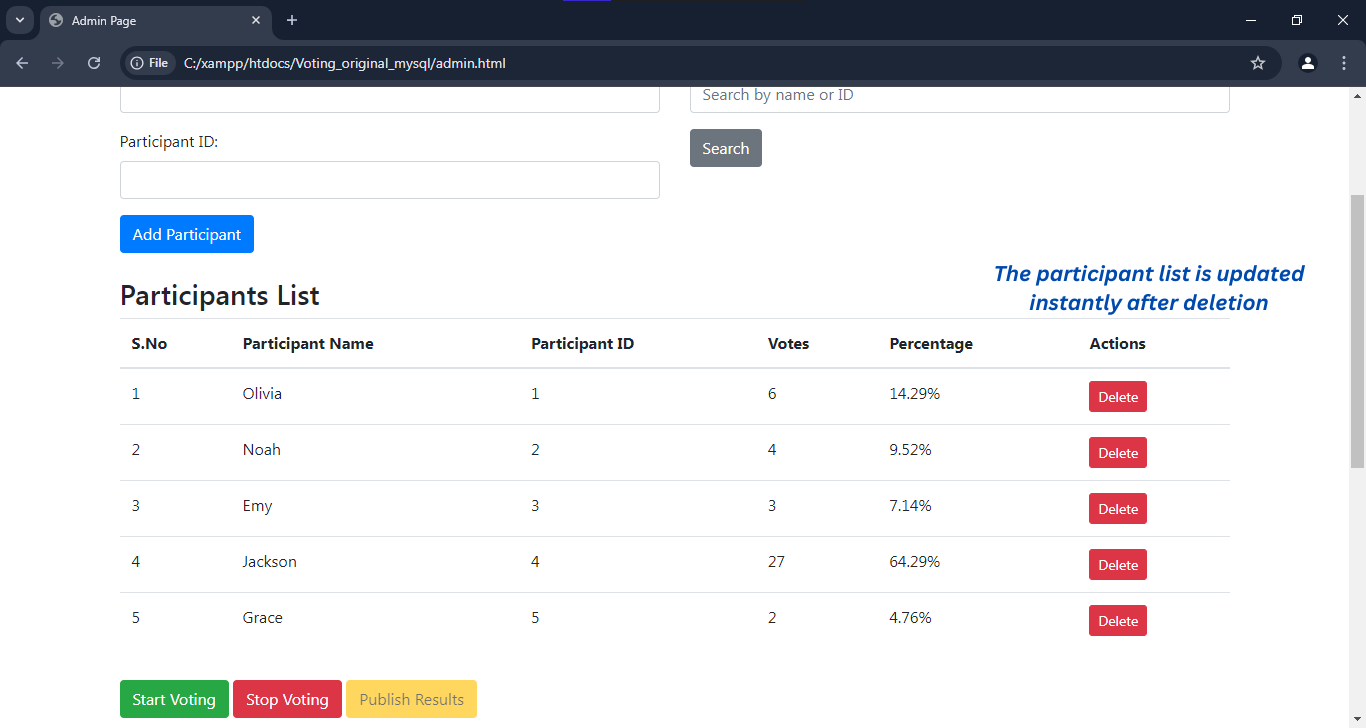 Admin Page
File
C:/xampp/htdocs/Voting_original_mysql/admin.html
Search by name or ID
Participant ID:
Search
Add Participant
The participant list is updated
instantly after deletion
Participants List
S.No Participant Name Participant ID Votes Percentage Actions
1 Olivia 1 6 14.29% Delete
2 Noah 2 4 9.52% Delete
3 Emy 3 3 7.14% Delete
4 Jackson 4 27 64.29% Delete
5 Grace 5 2 4.76% Delete
Start Voting Stop Voting Publish Results